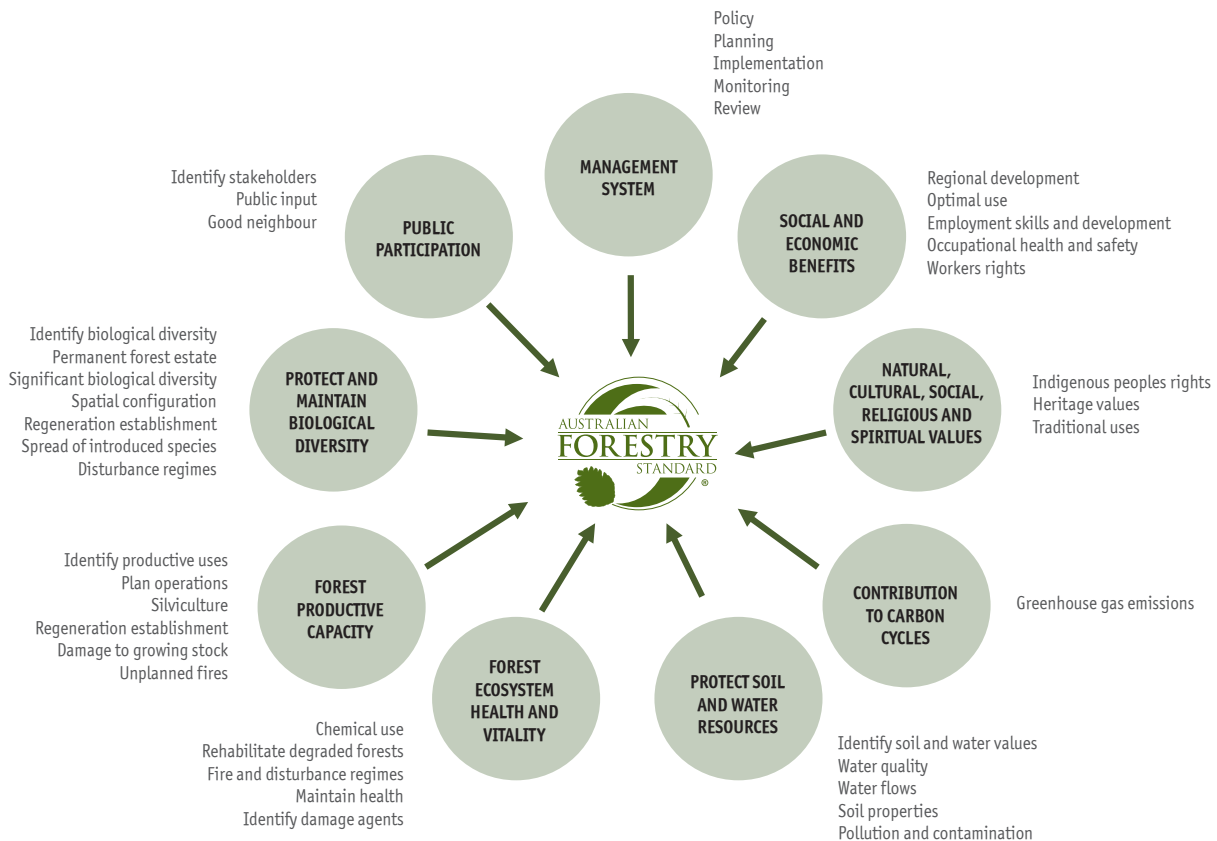 Policy
Planning
Implementation
Monitoring
Review
MANAGEMENT
SYSTEM
Identify stakeholders
Public input
Good neighbour
PUBLIC
PARTICIPATION
SOCIAL AND
ECONOMIC
BENEFITS
Regional development
Optimal use
Employment skills and development
Occupational health and safety
Workers rights
Identify biological diversity
Permanent forest estate
Significant biological diversity
Spatial configuration
Regeneration establishment
Spread of introduced species
Disturbance regimes
PROTECT AND
MAINTAIN
BIOLOGICAL
DIVERSITY
AUSTRALIAN
FORESTRY
STANDARD
®
NATURAL,
CULTURAL, SOCIAL,
RELIGIOUS AND
SPIRITUAL VALUES
Indigenous peoples rights
Heritage values
Traditional uses
Identify productive uses
Plan operations
Silviculture
Regeneration establishment
Damage to growing stock
Unplanned fires
FOREST
PRODUCTIVE
CAPACITY
CONTRIBUTION
TO CARBON
CYCLES
Greenhouse gas emissions
Chemical use
Rehabilitate degraded forests
Fire and disturbance regimes
Maintain health
Identify damage agents
FOREST
ECOSYSTEM
HEALTH AND
VITALITY
PROTECT SOIL
AND WATER
RESOURCES
Identify soil and water values
Water quality
Water flows
Soil properties
Pollution and contamination